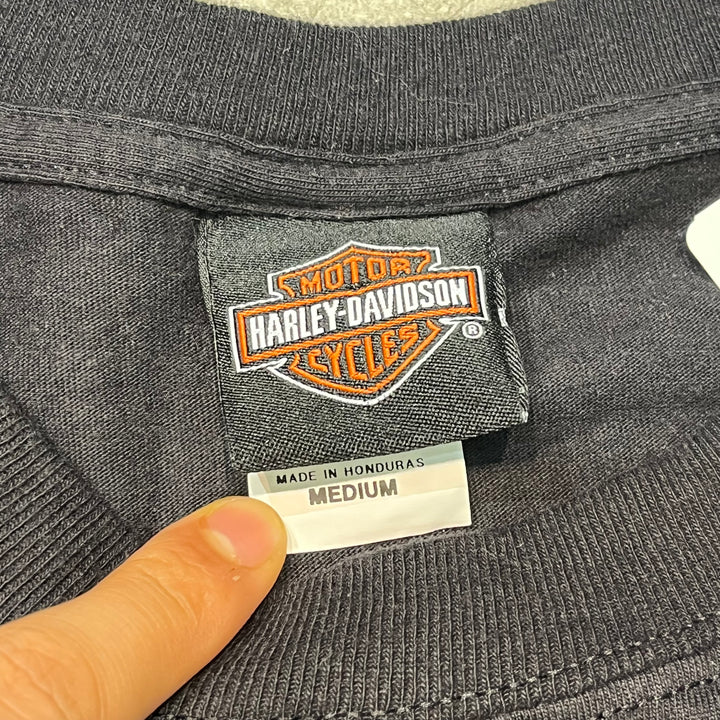 MOTOR
HARLEY-DAVIDSON
CYCLES
®
MADE IN HONDURAS
MEDIUM